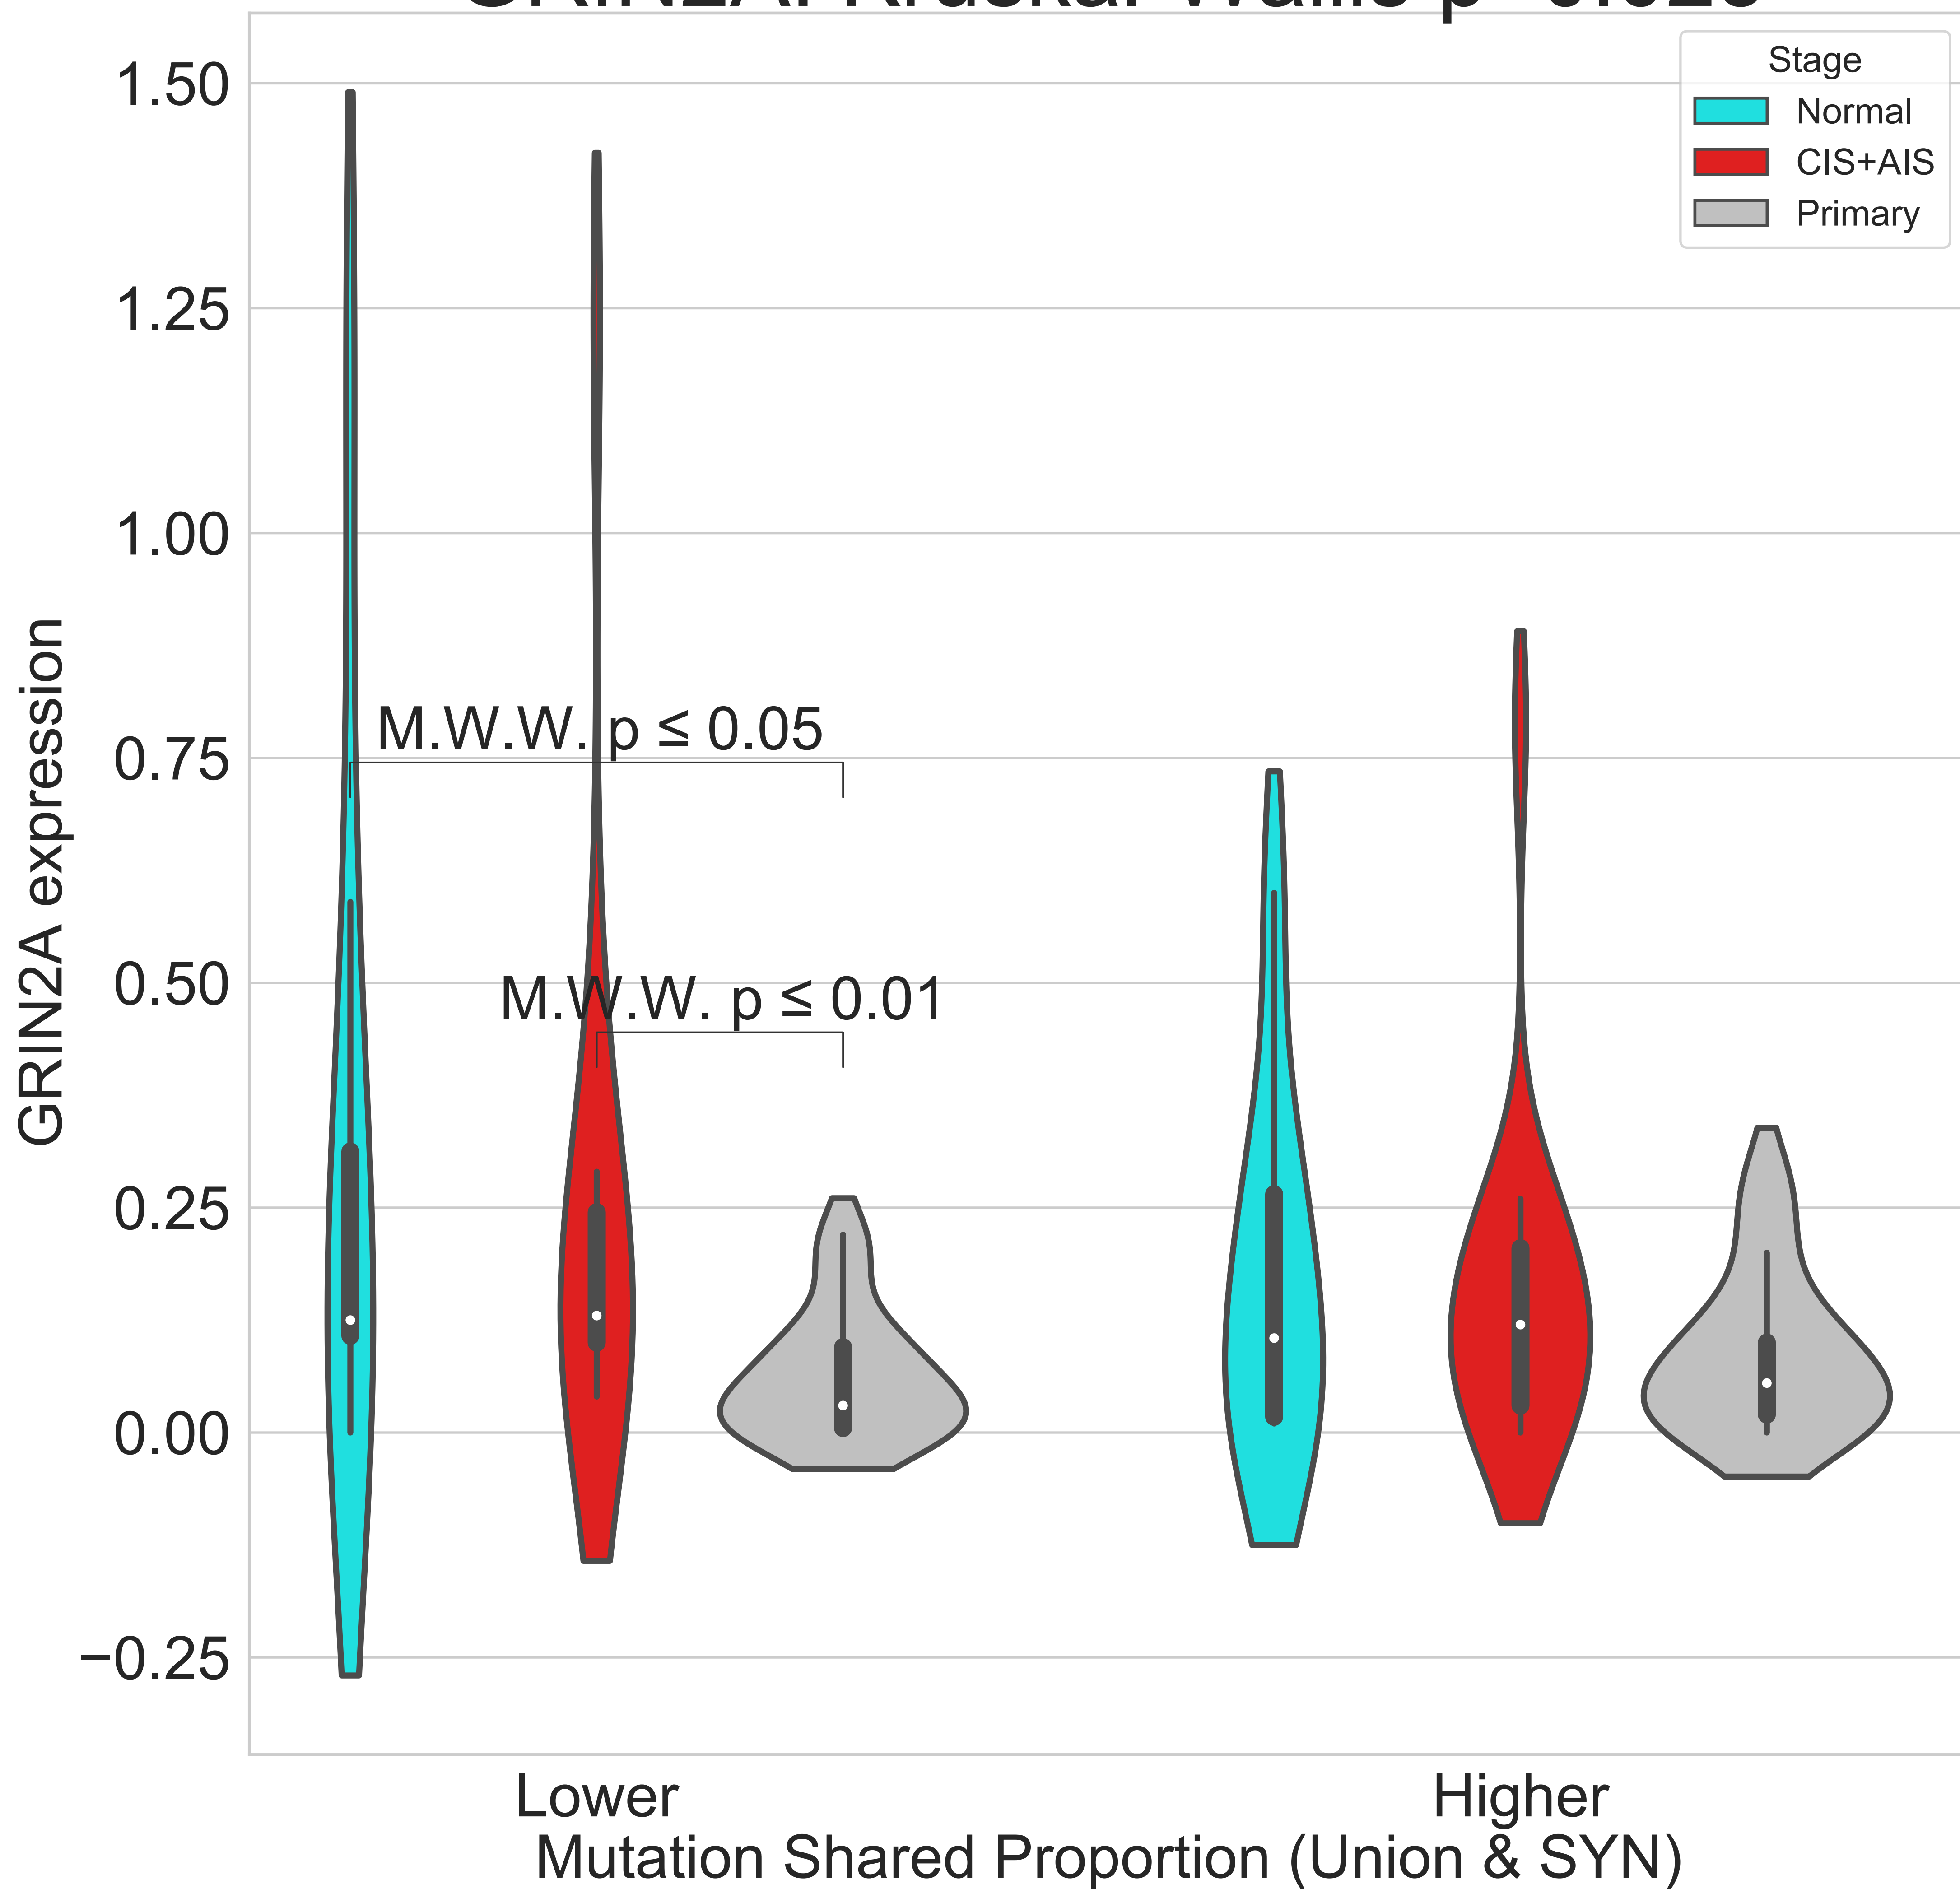 Stage
Normal
CIS+AIS
Primary
1.50
1.25
1.00
0.75
0.50
0.25
0.00
−0.25
GRIN2A expression
M.W.W. p ≤ 0.05
M.W.W. p ≤ 0.01
Lower
Higher
Mutation Shared Proportion (Union & SYN)